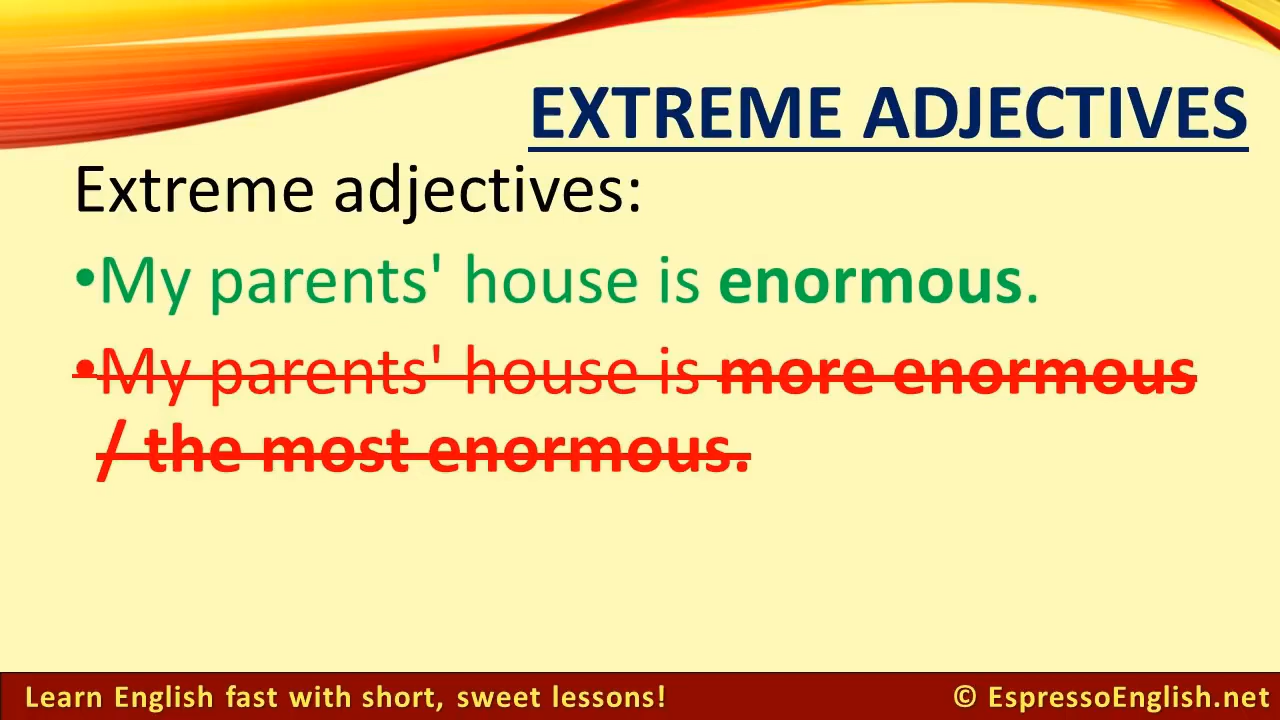 EXTREME ADJECTIVES
Extreme adjectives:
•My parents' house is enormous.
•My parents' house is more enormous
/ the most enormous.
Learn English fast with short, sweet lessons!
© EspressoEnglish.net